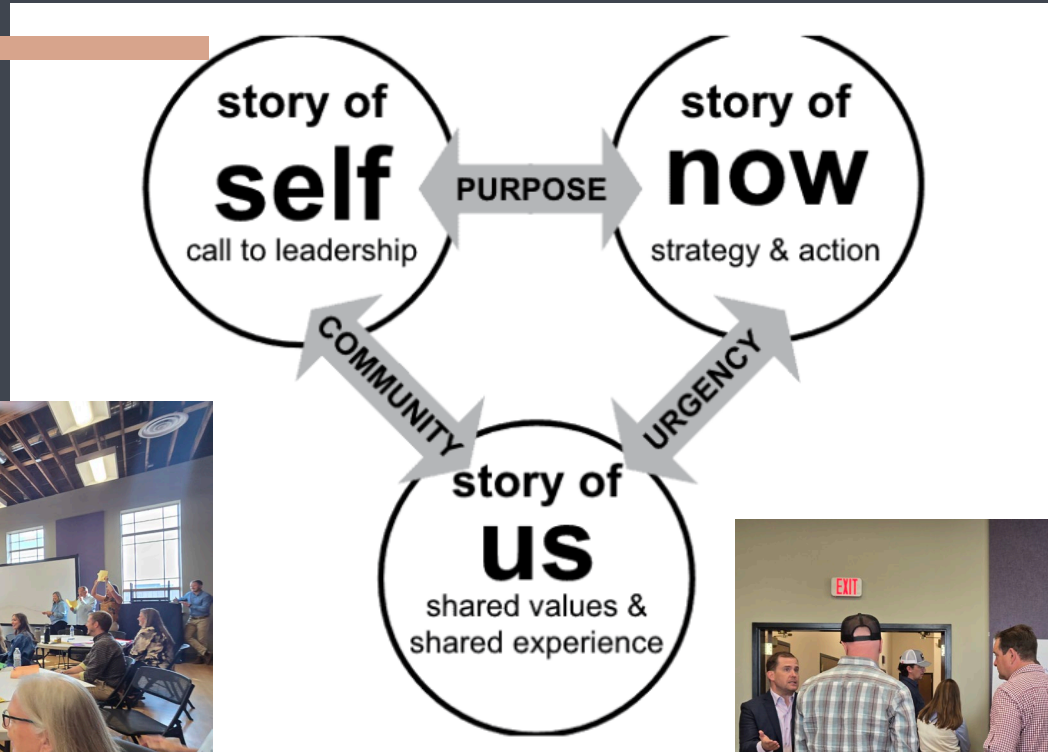 story of
self
call to leadership
PURPOSE
story of
now
strategy & action
COMMUNITY
URGENCY
story of
us
shared values &
shared experience
EXIT